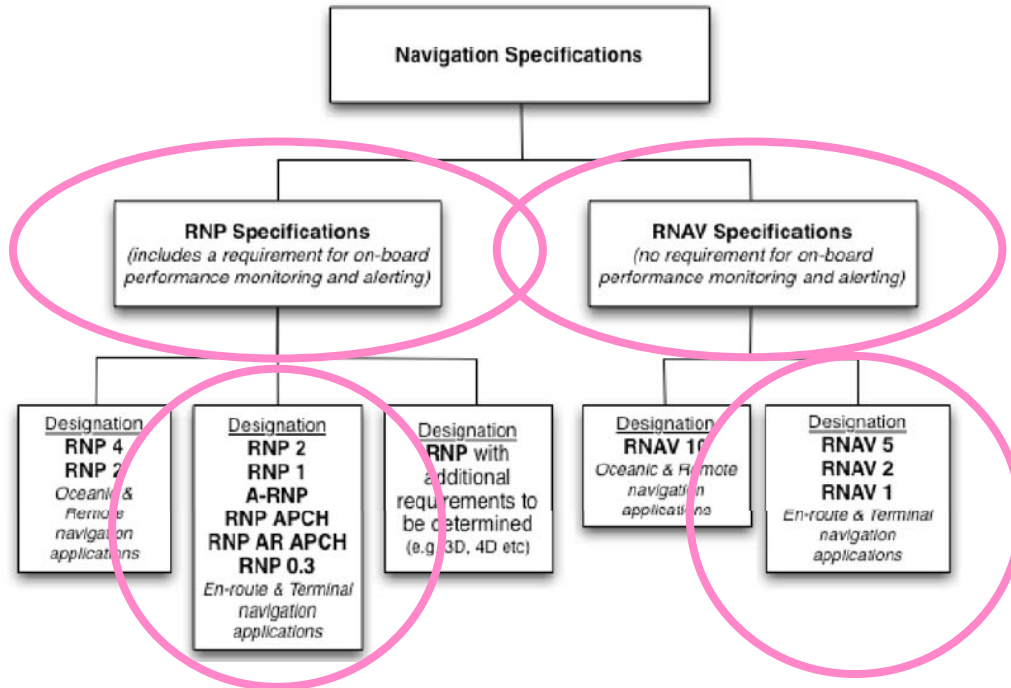 Navigation Specifications
RNP Specifications
(includes a requirement for on-board
performance monitoring and alerting)
RNAV Specifications
(no requirement for on-board
performance monitoring and alerting)
Designation
RNP 4
RNP 2
Oceanic &
Remote
navigation
applications
Designation
RNP 2
RNP 1
A-RNP
RNP APCH
RNP AR APCH
RNP 0.3
En-route & Terminal
navigation
applications
Designation
RNP with
additional
requirements to
be determined
(e.g. 3D, 4D etc)
Designation
RNAV 10
Oceanic & Remote
navigation
applications
Designation
RNAV 5
RNAV 2
RNAV 1
En-route & Terminal
navigation
applications